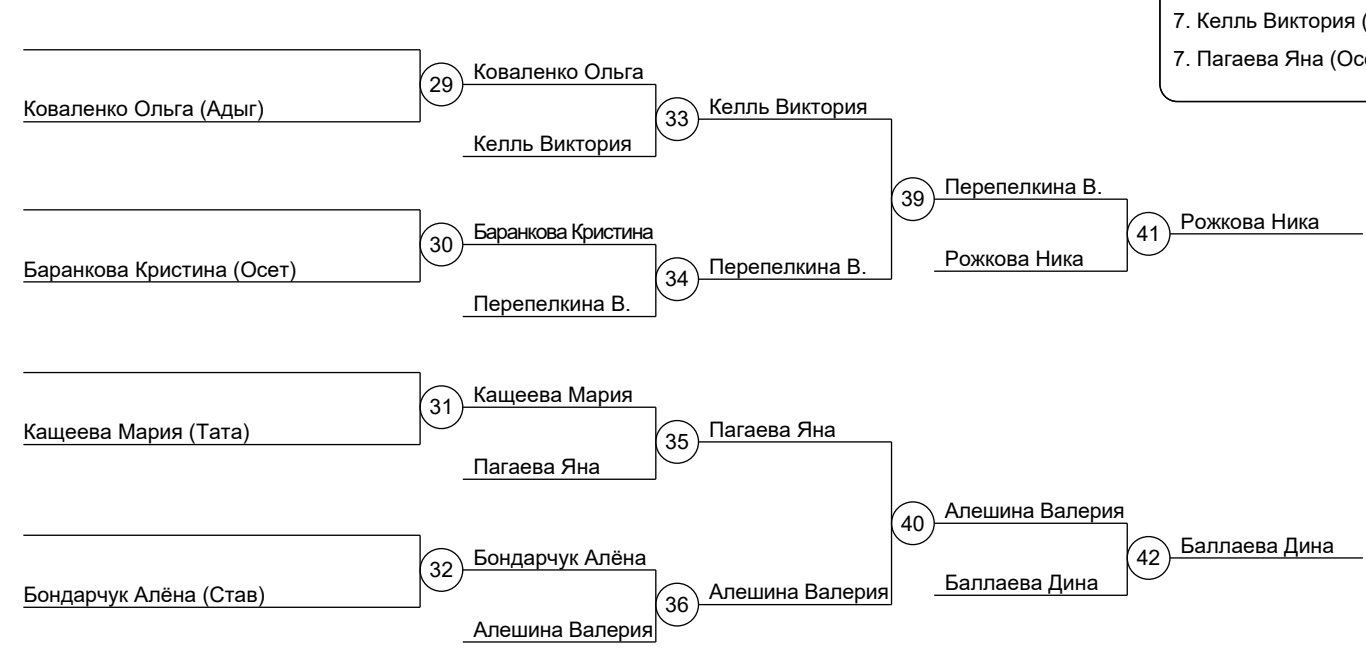 7. Келль Виктория (
7. Пагаева Яна (Осе
29
Коваленко Ольга
Коваленко Ольга (Адыг)
33
Келль Виктория
Келль Виктория
39
Перепелкина В.
41
Рожкова Ника
30
Баранкова Кристина
Рожкова Ника
Баранкова Кристина (Осет)
34
Перепелкина В.
Перепелкина В.
31
Кащеева Мария
Кащеева Мария (Тата)
35
Пагаева Яна
Пагаева Яна
40
Алешина Валерия
42
Баллаева Дина
32
Бондарчук Алёна
Баллаева Дина
Бондарчук Алёна (Став)
36
Алешина Валерия
Алешина Валерия